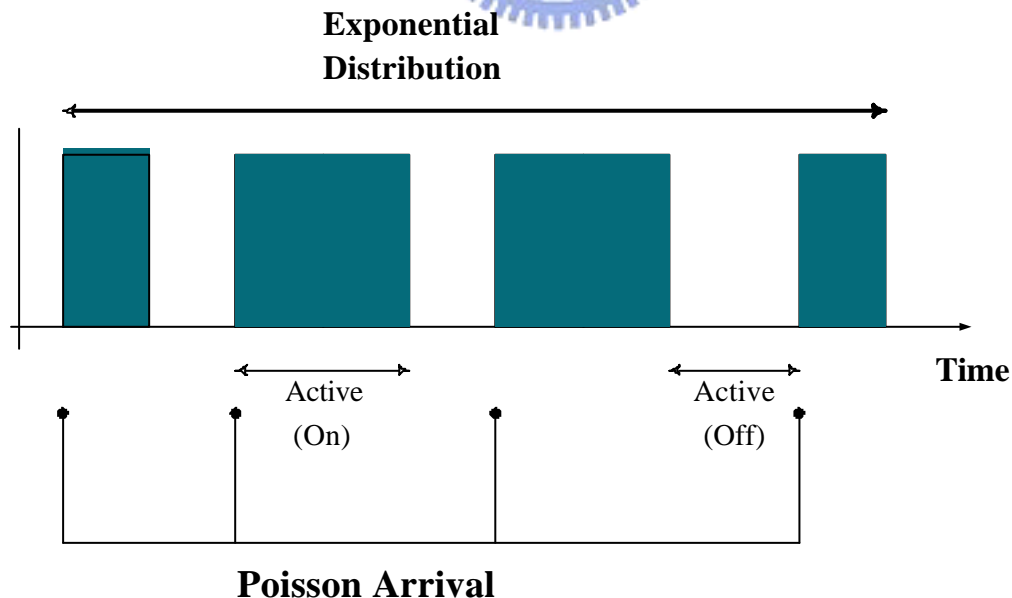 Exponential
Distribution
Time
Active
(On)
Active
(Off)
Poisson Arrival